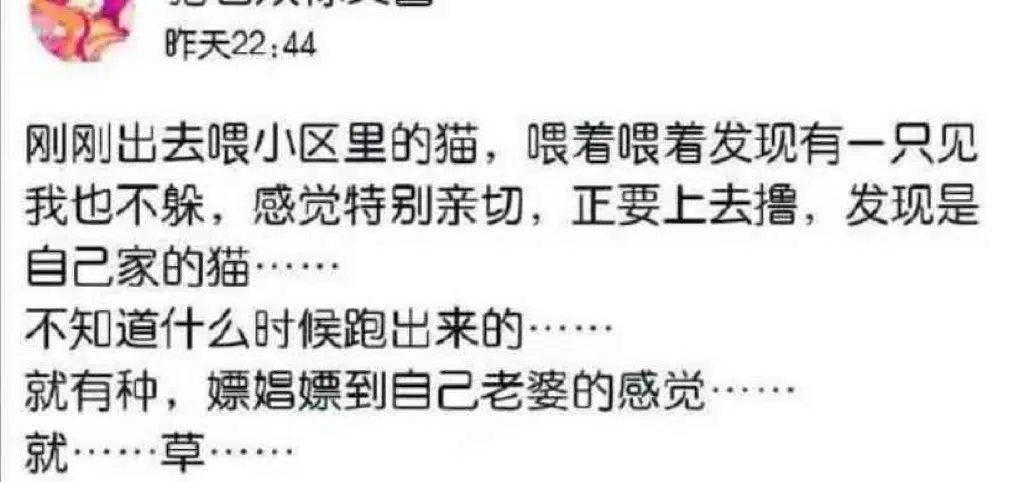 昨天22:44
刚刚出去喂小区里的猫，喂着喂着发现有一只见
我也不躲，感觉特别亲切，正要上去撸，发现是
自己家的猫……
不知道什么时候跑出来的……
就有种，嫖娼嫖到自己老婆的感觉……
就……草……